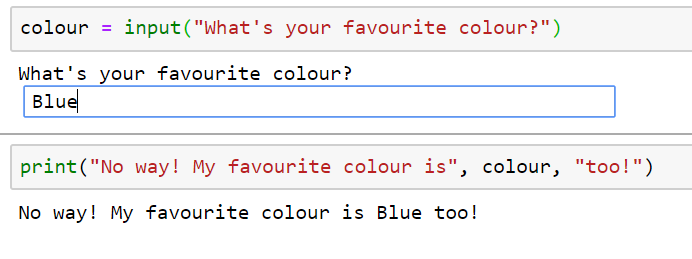 colour = input("What's your favourite colour?")
What's your favourite colour?
Blue
print("No way! My favourite colour is", colour, "too!")
No way! My favourite colour is Blue too!